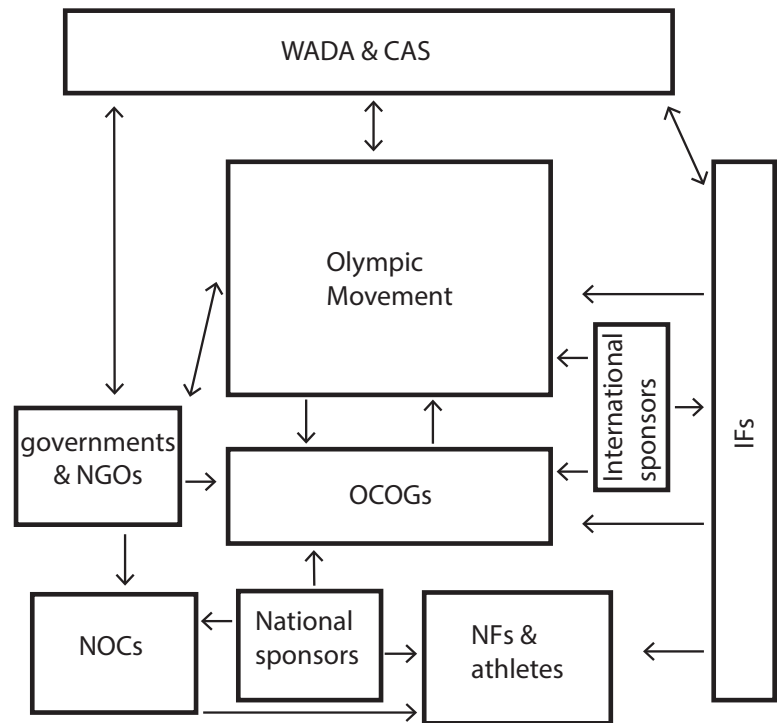 WADA & CAS
Olympic
Movement
International
sponsors
IFs
governments
& NGOs
OCOGs
NOCs
National
sponsors
NFs &
athletes